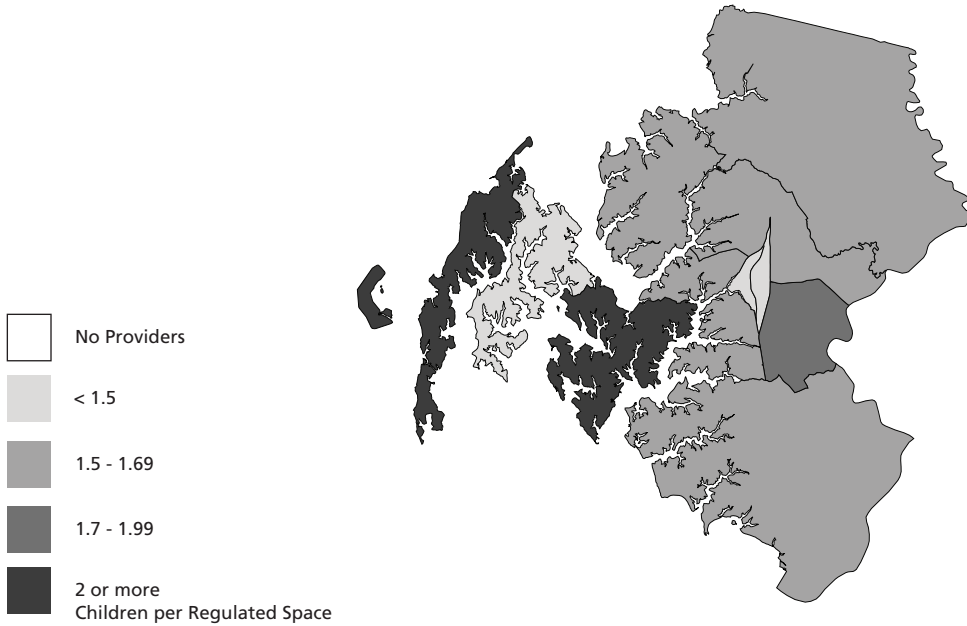 No Providers
< 1.5
1.5 - 1.69
1.7 - 1.99
2 or more
Children per Regulated Space